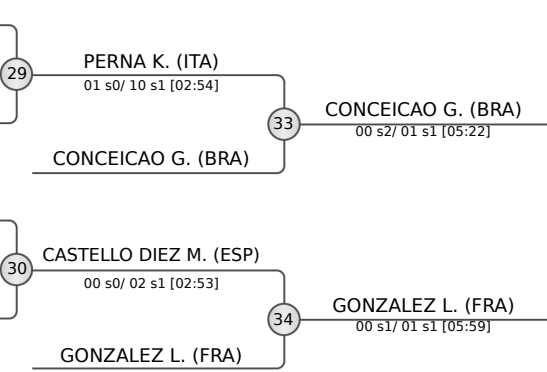 PERNA K. (ITA)
29
01 s0/ 10 s1 [02:54]
CONCEICAO G. (BRA)
33
00 s2/ 01 s1 [05:22]
CONCEICAO G. (BRA)
CASTELLO DIEZ M. (ESP)
30
00 s0/ 02 s1 [02:53]
GONZALEZ L. (FRA)
34
00 s1/ 01 s1 [05:59]
GONZALEZ L. (FRA)